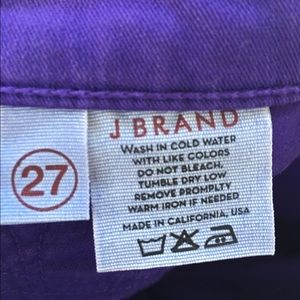 27
J BRAND
WASH IN COLD WATER
WITH LIKE COLORS
DO NOT BLEACH.
TUMBLE DRY LOW
REMOVE PROMPTLY
WARM IRON IF NEEDED
MADE IN CALIFORNIA, USA